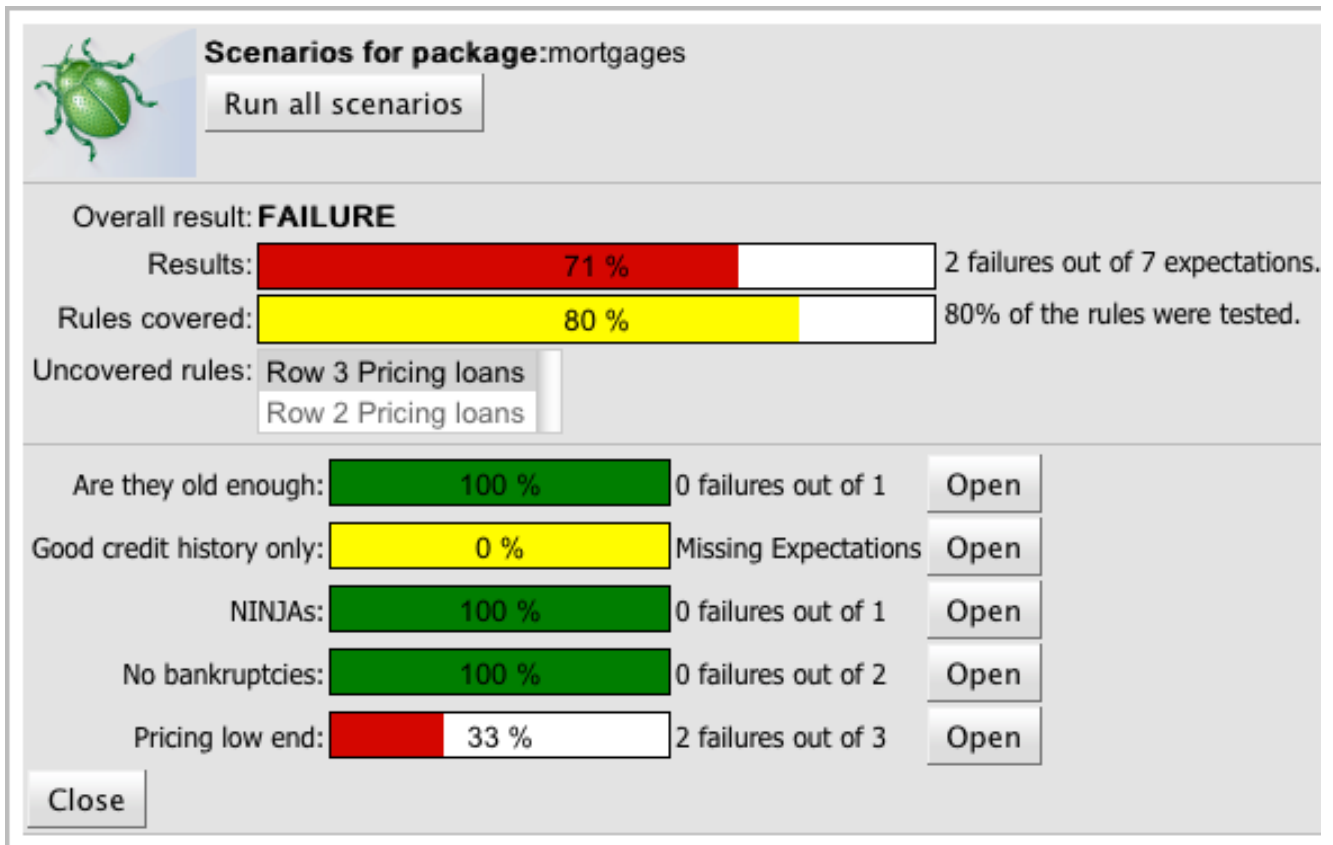 Scenarios for package:mortgages
Run all scenarios
Overall result: FAILURE
Results: 71 % 2 failures out of 7 expectations.
Rules covered: 80 % 80% of the rules were tested.
Uncovered rules: Row 3 Pricing loans
Row 2 Pricing loans
Are they old enough: 100 % 0 failures out of 1 Open
Good credit history only: 0 % Missing Expectations Open
NINJAs: 100 % 0 failures out of 1 Open
No bankruptcies: 100 % 0 failures out of 2 Open
Pricing low end: 33 % 2 failures out of 3 Open
Close